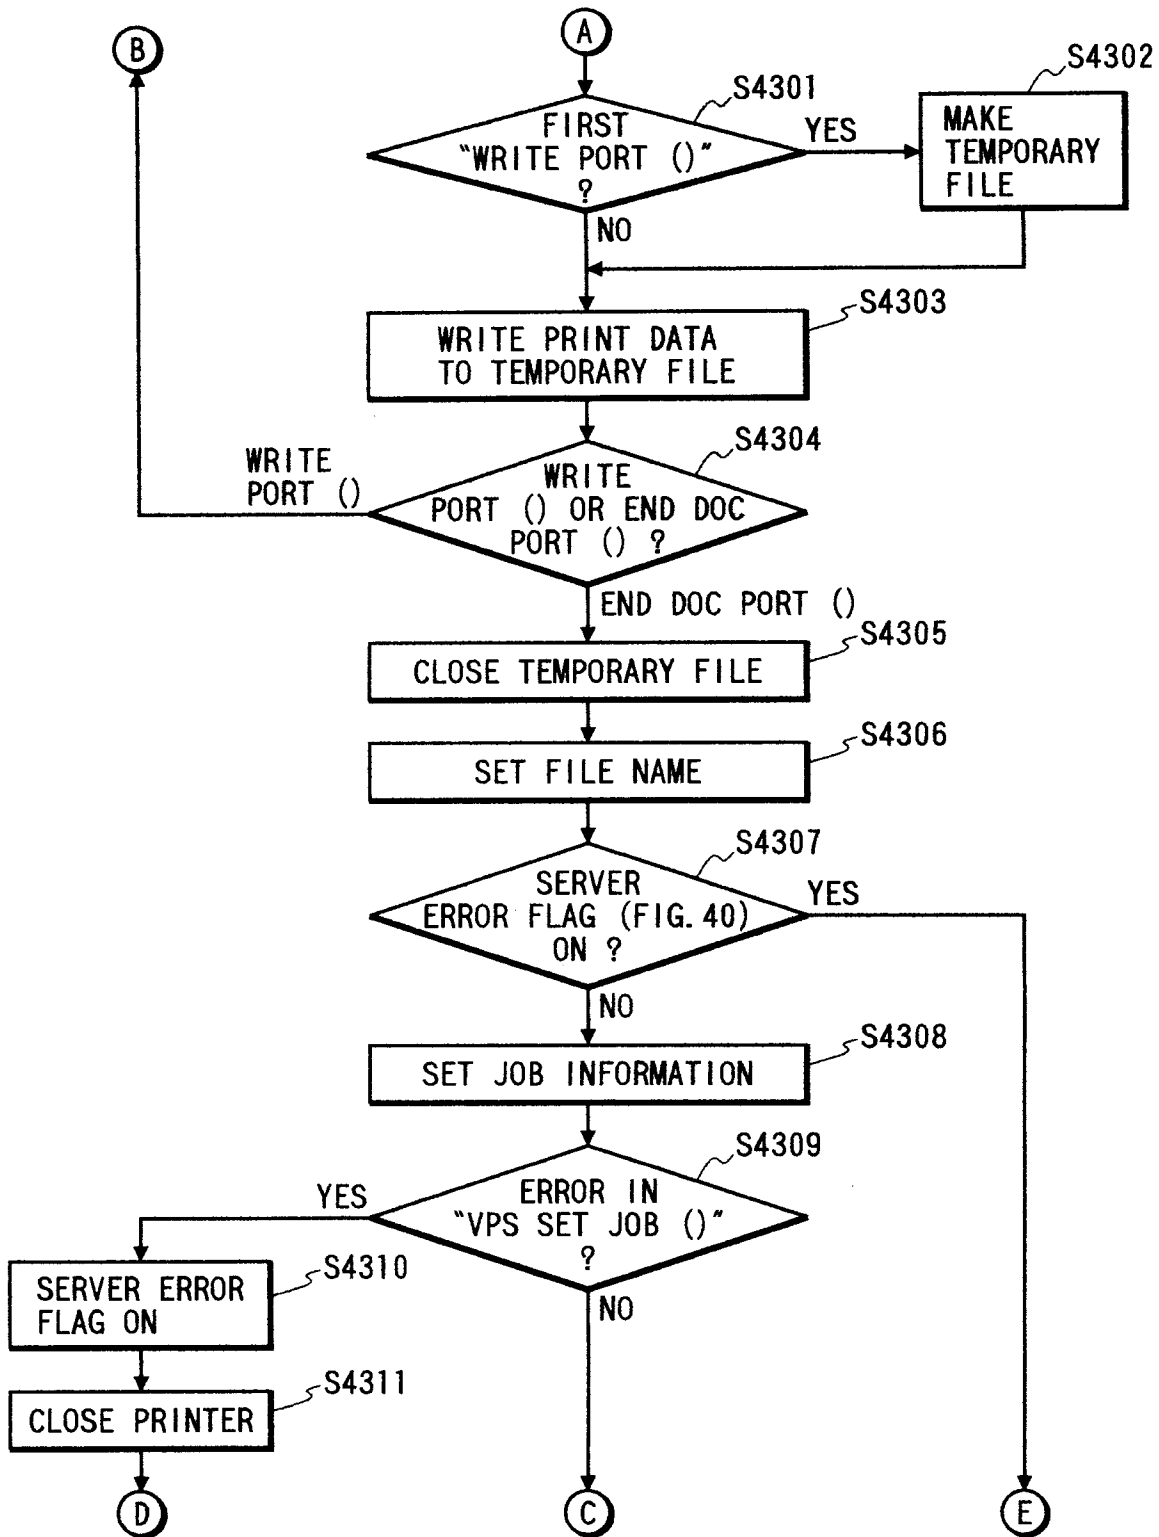 B
A
S4301
S4302
FIRST
"WRITE PORT ()"
?
YES
MAKE
TEMPORARY
FILE
NO
S4303
WRITE PRINT DATA
TO TEMPORARY FILE
S4304
WRITE
PORT ()
WRITE
PORT () OR END DOC
PORT () ?
END DOC PORT ()
S4305
CLOSE TEMPORARY FILE
S4306
SET FILE NAME
S4307
SERVER
ERROR FLAG (FIG. 40)
ON ?
YES
NO
S4308
SET JOB INFORMATION
S4309
YES
ERROR IN
"VPS SET JOB ()"
?
S4310
SERVER ERROR
FLAG ON
NO
S4311
CLOSE PRINTER
D
C
E